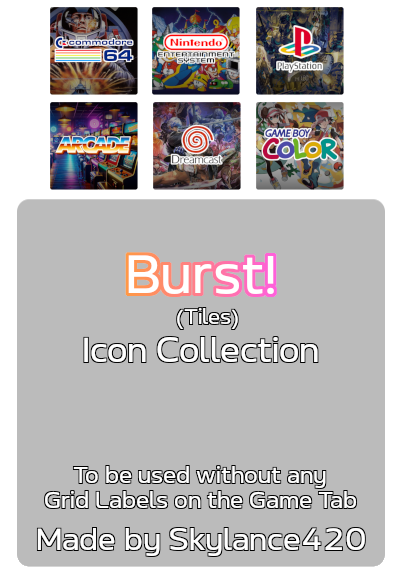 commodore
64
Nintendo
ENTERTAINMENT
SYSTEM
PlayStation
ARCADE
Dreamcast
GAME BOY
COLOR
Burst!
(Tiles)
Icon Collection
To be used without any
Grid Labels on the Game Tab
Made by Skylance420